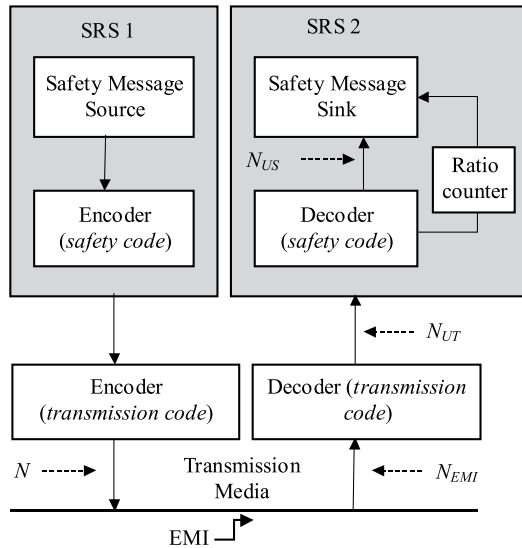 SRS 1
SRS 2
Safety Message
Source
Safety Message
Sink
N_US
Ratio
counter
Encoder
(safety code)
Decoder
(safety code)
N_UT
Encoder
(transmission code)
Decoder (transmission
code)
N
Transmission
Media
N_EMI
EMI